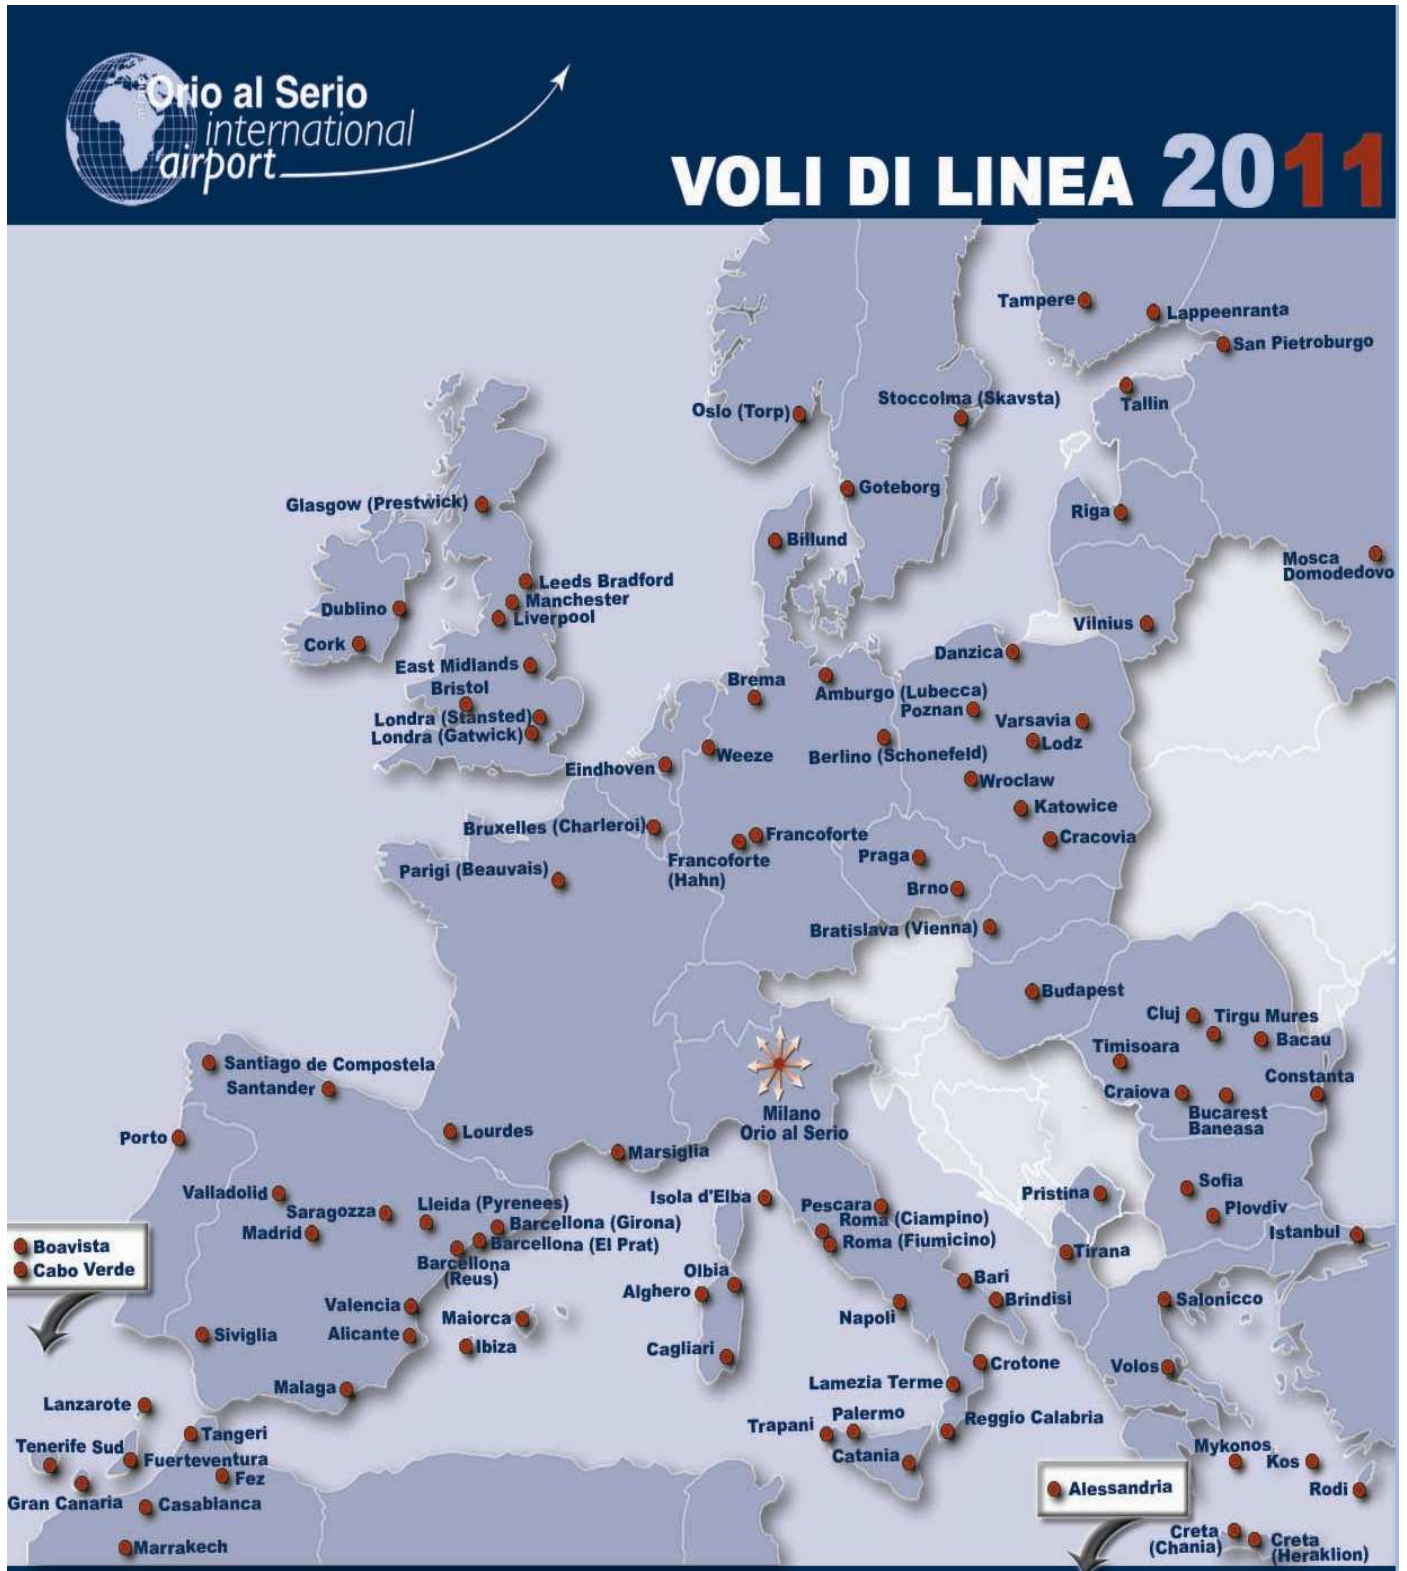 Orio al Serio
international
airport
VOLI DI LINEA 2011
Tampere
Lappeenranta
San Pietroburgo
Tallin
Stoccolma (Skavsta)
Oslo (Torp)
Goteborg
Glasgow (Prestwick)
Riga
Billund
Mosca
Domodedovo
Leeds Bradford
Manchester
Liverpool
Dublino
Cork
Vilnius
Danzica
East Midlands
Bristol
Brema
Amburgo (Lubecca)
Poznan
Londra (Stansted)
Londra (Gatwick)
Varsavia
Lodz
Weeze
Berlino (Schonefeld)
Eindhoven
Wroclaw
Katowice
Bruxelles (Charleroi)
Francoforte
Cracovia
Francoforte
(Hahn)
Praga
Parigi (Beauvais)
Brno
Bratislava (Vienna)
Budapest
Cluj
Tirgu Mures
Bacau
Timisoara
Santiago de Compostela
Santander
Constanta
Craiova
Bucarest
Baneasa
Milano
Orio al Serio
Porto
Lourdes
Marsiglia
Valladolid
Saragozza
Madrid
Lleida (Pyrenees)
Barcellona (Girona)
Barcellona (El Prat)
Barcellona
(Reus)
Isola d'Elba
Pescara
Roma (Ciampino)
Roma (Fiumicino)
Pristina
Sofia
Plovdiv
Istanbul
Tirana
Boavista
Cabo Verde
Olbia
Alghero
Bari
Brindisi
Salonicco
Valencia
Alicante
Maiorca
Ibiza
Napoli
Siviglia
Cagliari
Crotone
Volos
Malaga
Lamezia Terme
Lanzarote
Tangeri
Trapani
Palermo
Reggio Calabria
Catania
Tenerife Sud
Fuerteventura
Fez
Gran Canaria
Casablanca
Marrakech
Mykonos
Kos
Rodi
Alessandria
Creta
(Chania)
Creta
(Heraklion)